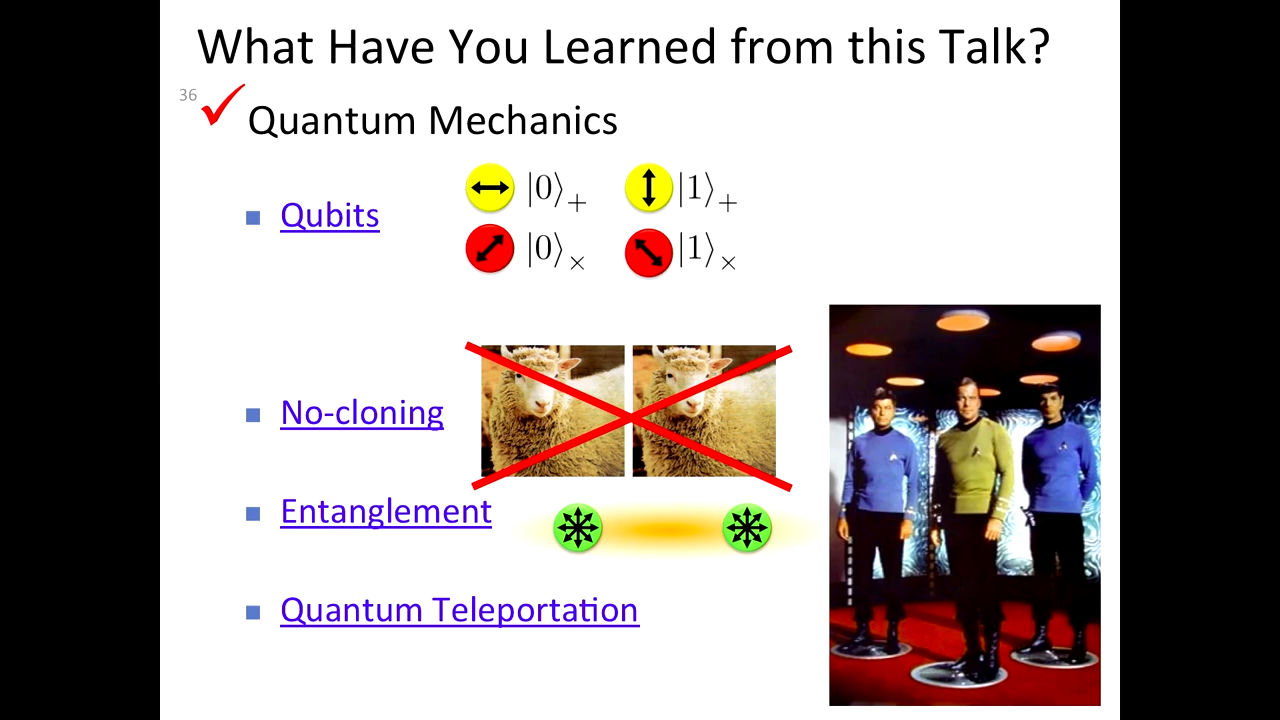 What Have You Learned from this Talk?
36
✓ Quantum Mechanics
▪ Qubits
|0⟩+ |1⟩+
|0⟩× |1⟩×
▪ No-cloning
▪ Entanglement
▪ Quantum Teleportation